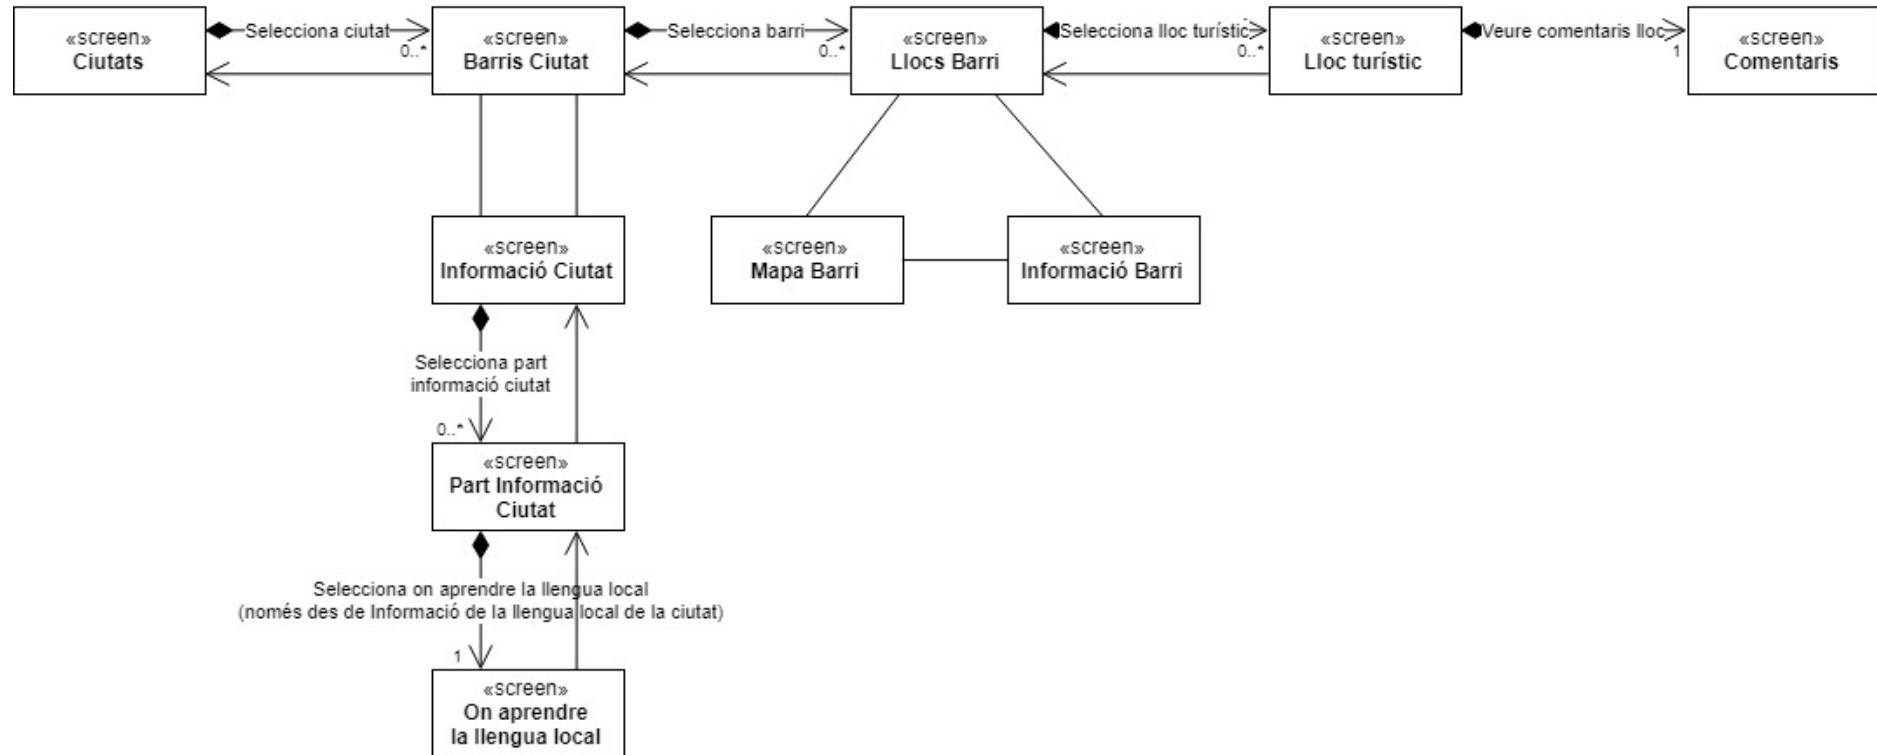 «screen»
Ciutats
Selecciona ciutat
0..*
«screen»
Barris Ciutat
Selecciona barri
0..*
«screen»
Llocs Barri
Selecciona lloc turístic
0..*
«screen»
Lloc turístic
Veure comentaris lloc
1
«screen»
Comentaris
«screen»
Informació Ciutat
«screen»
Mapa Barri
«screen»
Informació Barri
Selecciona part
informació ciutat
0..*
«screen»
Part Informació
Ciutat
Selecciona on aprendre la llengua local
(només des de Informació de la llengua local de la ciutat)
1
«screen»
On aprendre
la llengua local